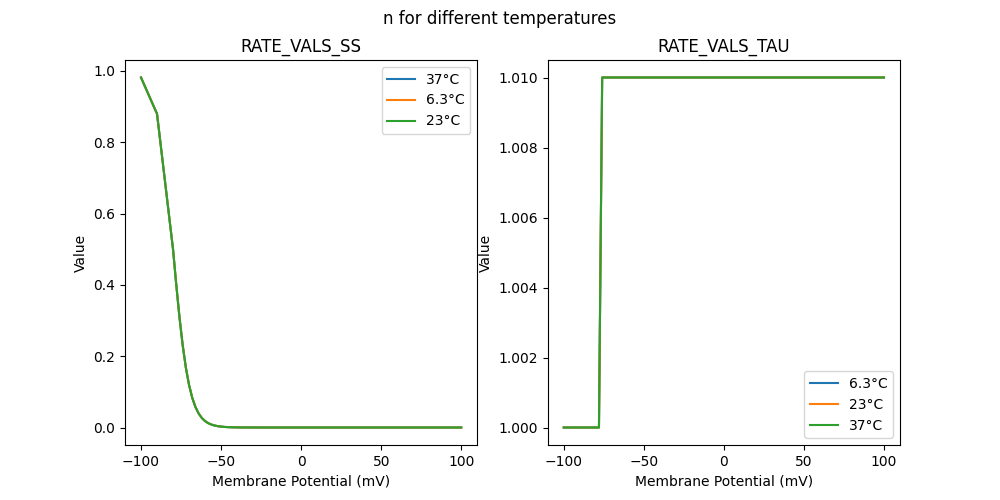 n for different temperatures
RATE_VALS_SS
1.0
0.8
0.6
0.4
0.2
0.0
Value
−100
−50
0
50
100
Membrane Potential (mV)
37°C
6.3°C
23°C
RATE_VALS_TAU
1.010
1.008
1.006
1.004
1.002
1.000
Value
−100
−50
0
50
100
Membrane Potential (mV)
6.3°C
23°C
37°C